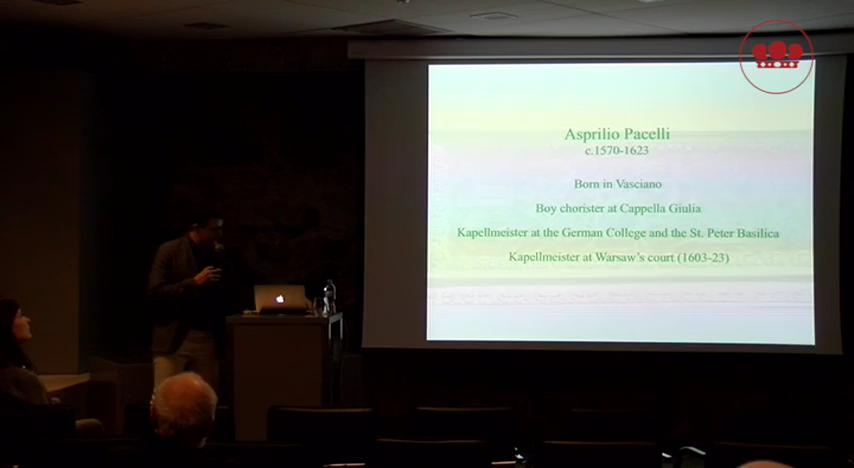 Asprilio Pacelli
c.1570-1623
Born in Vasciano
Boy chorister at Cappella Giulia
Kapellmeister at the German College and the St. Peter Basilica
Kapellmeister at Warsaw's court (1603-23)